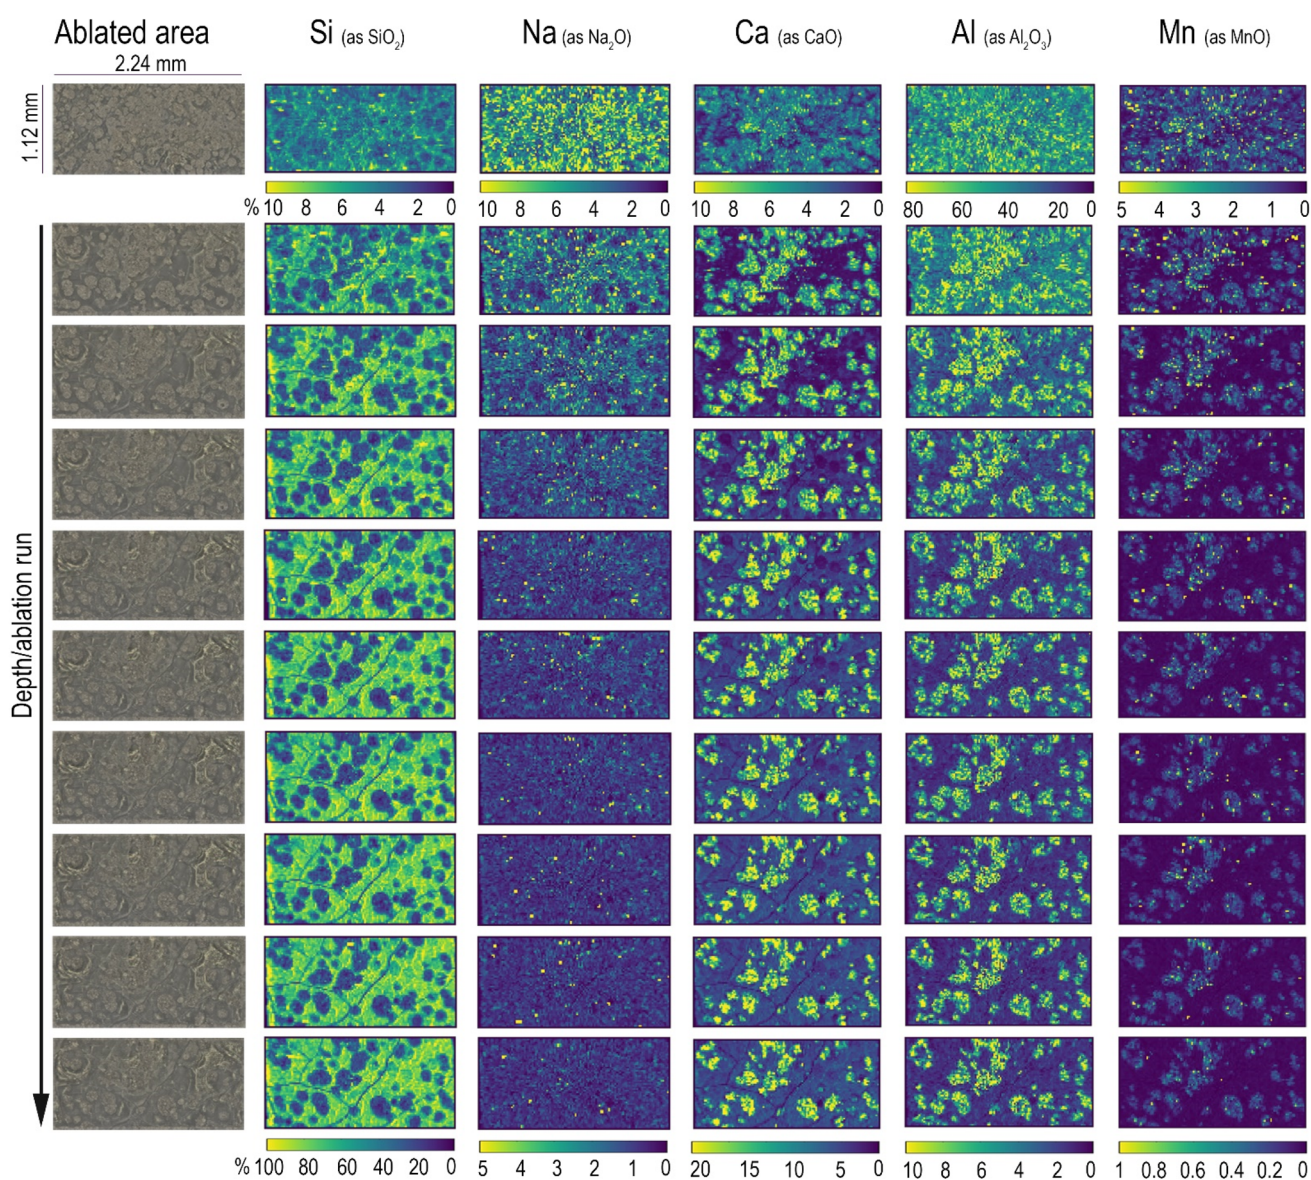 Ablated area
Si (as SiO2)
Na (as Na2O)
Ca (as CaO)
Al (as Al2O3)
Mn (as MnO)
2.24 mm
1.12 mm
% 10 8 6 4 2 0
10 8 6 4 2 0
10 8 6 4 2 0
80 60 40 20 0
5 4 3 2 1 0
Depth/ablation run
% 100 80 60 40 20 0
5 4 3 2 1 0
20 15 10 5 0
10 8 6 4 2 0
1 0.8 0.6 0.4 0.2 0